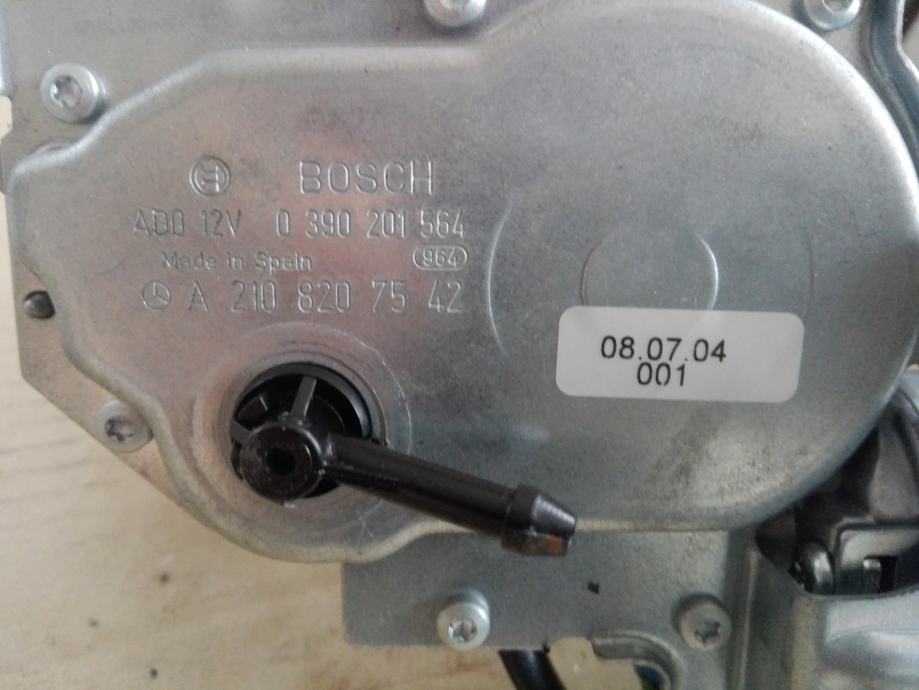 BOSCH
ADO 12V 0 390 201 564
Made in Spain 964
A 210 820 75 42
08.07.04
001